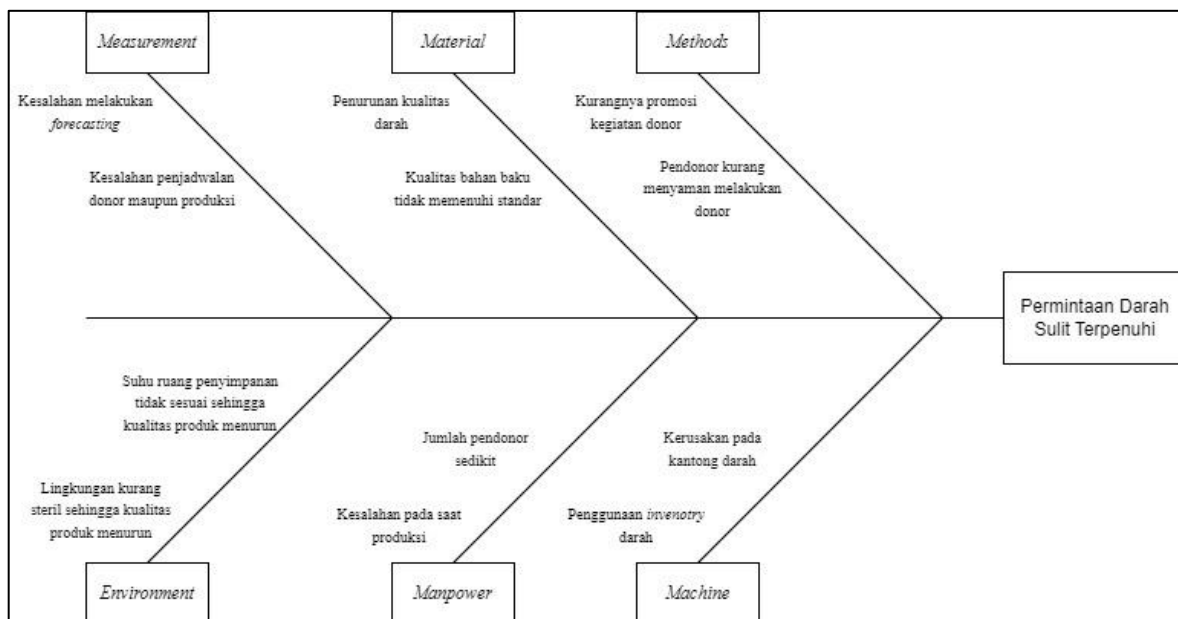 Measurement
Material
Methods
Kesalahan melakukan
forecasting
Penurunan kualitas
darah
Kurangnya promosi
kegiatan donor
Kesalahan penjadwalan
donor maupun produksi
Kualitas bahan baku
tidak memenuhi standar
Pendonor kurang
menyaman melakukan
donor
Permintaan Darah
Sulit Terpenuhi
Suhu ruang penyimpanan
tidak sesuai sehingga
kualitas produk menurun
Jumlah pendonor
sedikit
Kerusakan pada
kantong darah
Lingkungan kurang
steril sehingga kualitas
produk menurun
Kesalahan pada saat
produksi
Penggunaan invenotry
darah
Environment
Manpower
Machine